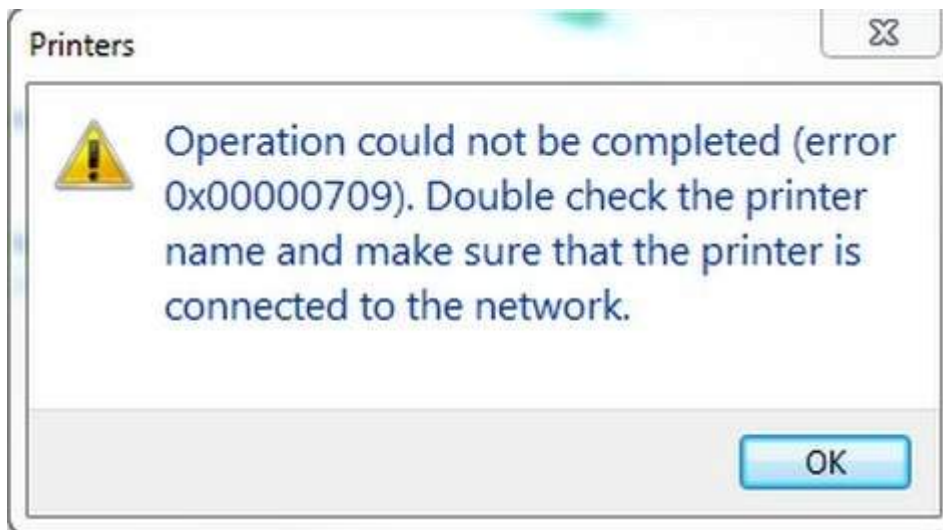 Printers
Operation could not be completed (error
0x00000709). Double check the printer
name and make sure that the printer is
connected to the network.
OK